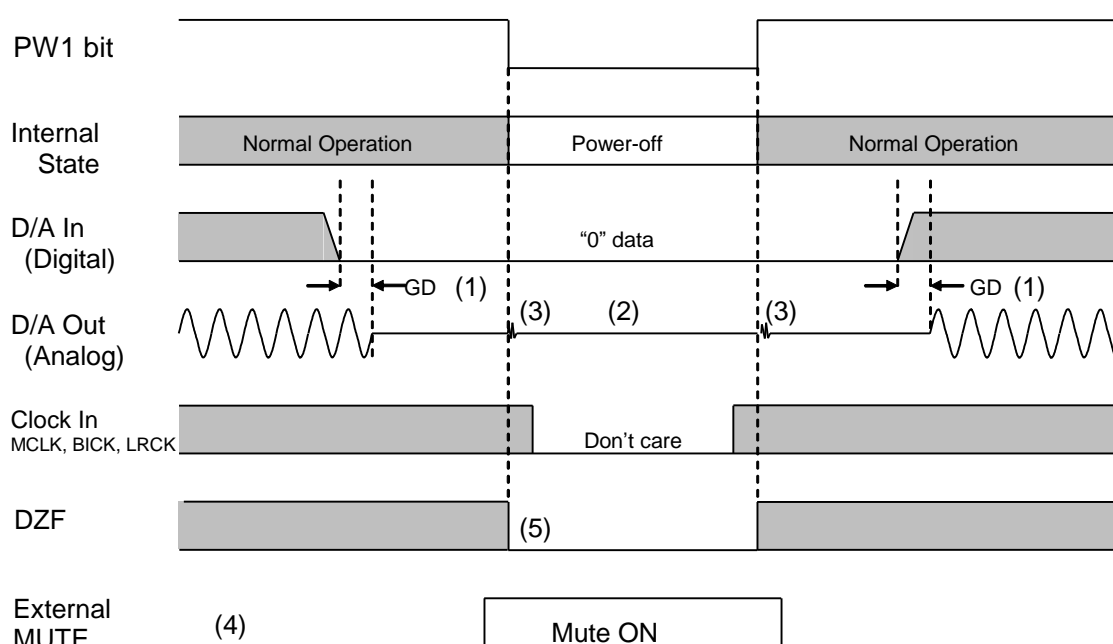 PW1 bit
Internal
State
Normal Operation
Power-off
Normal Operation
D/A In
(Digital)
"0" data
GD (1)
GD (1)
D/A Out
(Analog)
(3)
(2)
(3)
Clock In
MCLK, BICK, LRCK
Don't care
DZF
(5)
External
MUTE
(4)
Mute ON